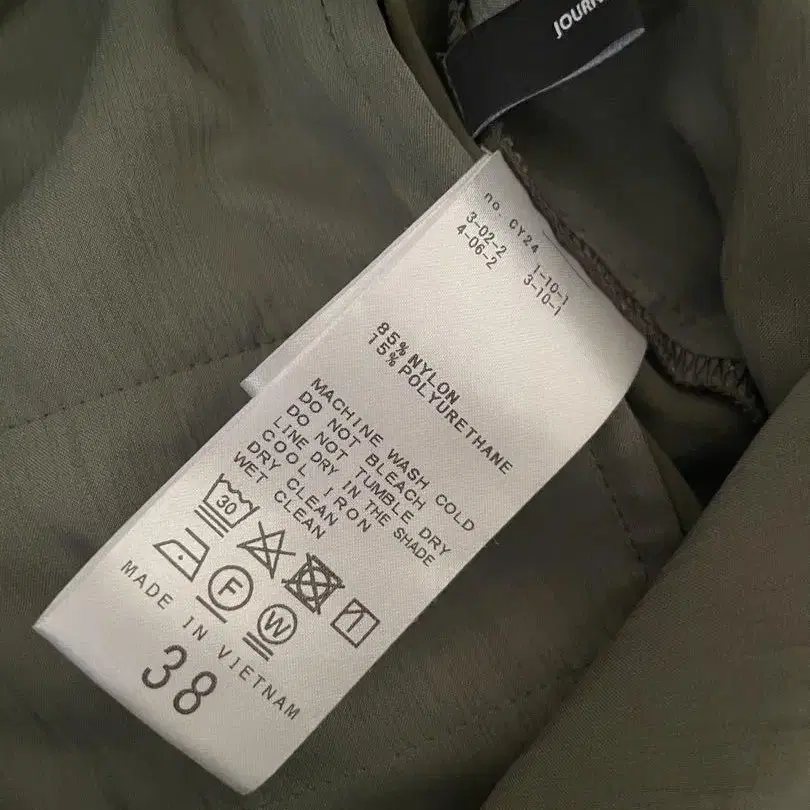 no. CY24
3-02-2 1-10-1
4-06-2 3-10-1
85% NYLON
15% POLYURETHANE
MACHINE WASH COLD
DO NOT BLEACH
DO NOT TUMBLE DRY
LINE DRY IN THE SHADE
COOL IRON
DRY CLEAN
WET CLEAN
30
F W
MADE IN VIETNAM
38